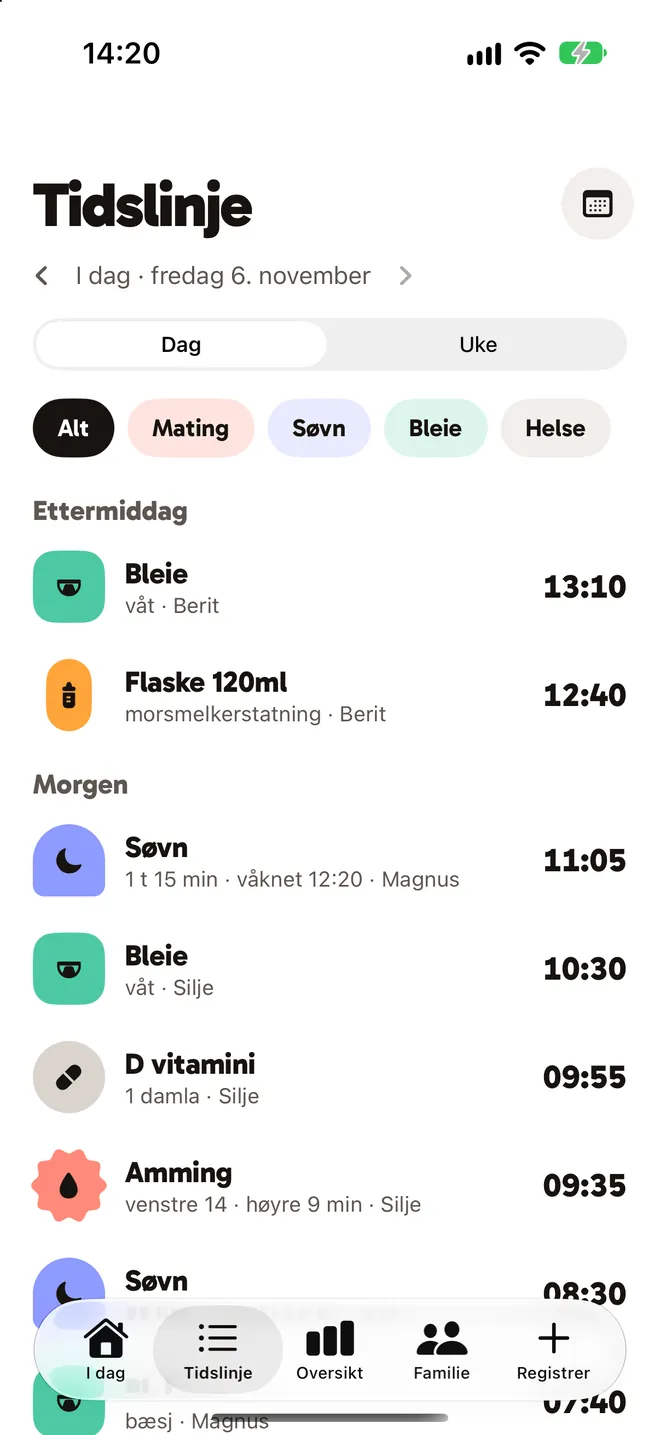 14:20
Tidslinje
I dag · fredag 6. november
Dag
Uke
Alt
Mating
Søvn
Bleie
Helse
Ettermiddag
Bleie
13:10
våt · Berit
Flaske 120ml
12:40
morsmelkerstatning · Berit
Morgen
Søvn
11:05
1 t 15 min · våknet 12:20 · Magnus
Bleie
10:30
våt · Silje
D vitamini
09:55
1 damla · Silje
Amming
09:35
venstre 14 · høyre 9 min · Silje
Søvn
08:30
I dag
Tidslinje
Oversikt
Familie
Registrer
07:40
bæsj · Magnus